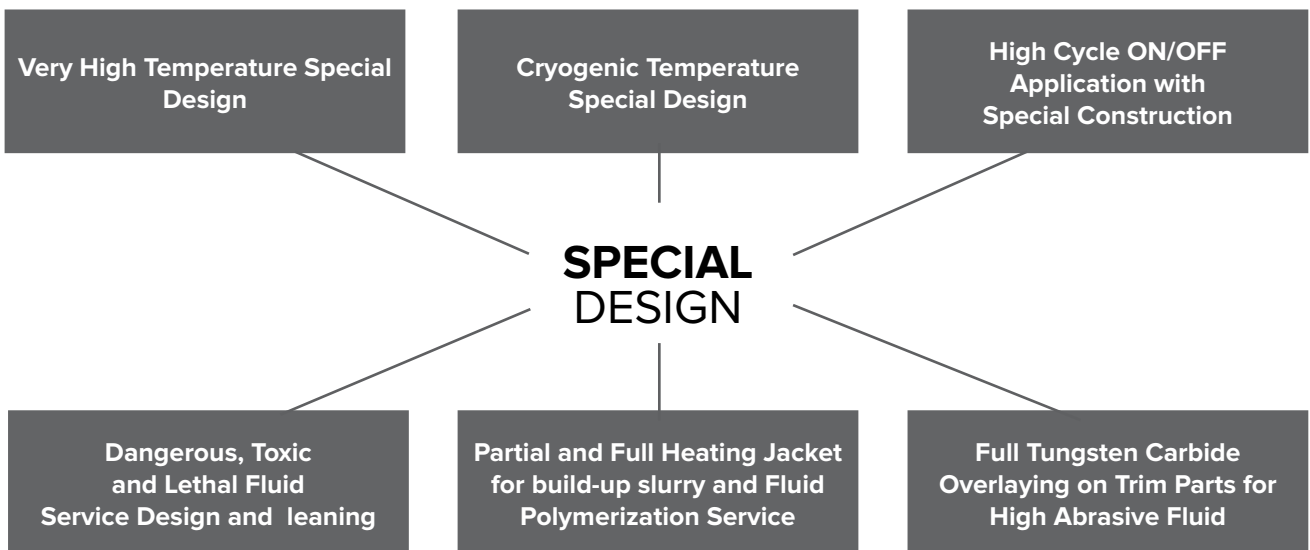 Very High Temperature Special
Design
Cryogenic Temperature
Special Design
High Cycle ON/OFF
Application with
Special Construction
SPECIAL
DESIGN
Dangerous, Toxic
and Lethal Fluid
Service Design and  leaning
Partial and Full Heating Jacket
for build-up slurry and Fluid
Polymerization Service
Full Tungsten Carbide
Overlaying on Trim Parts for
High Abrasive Fluid